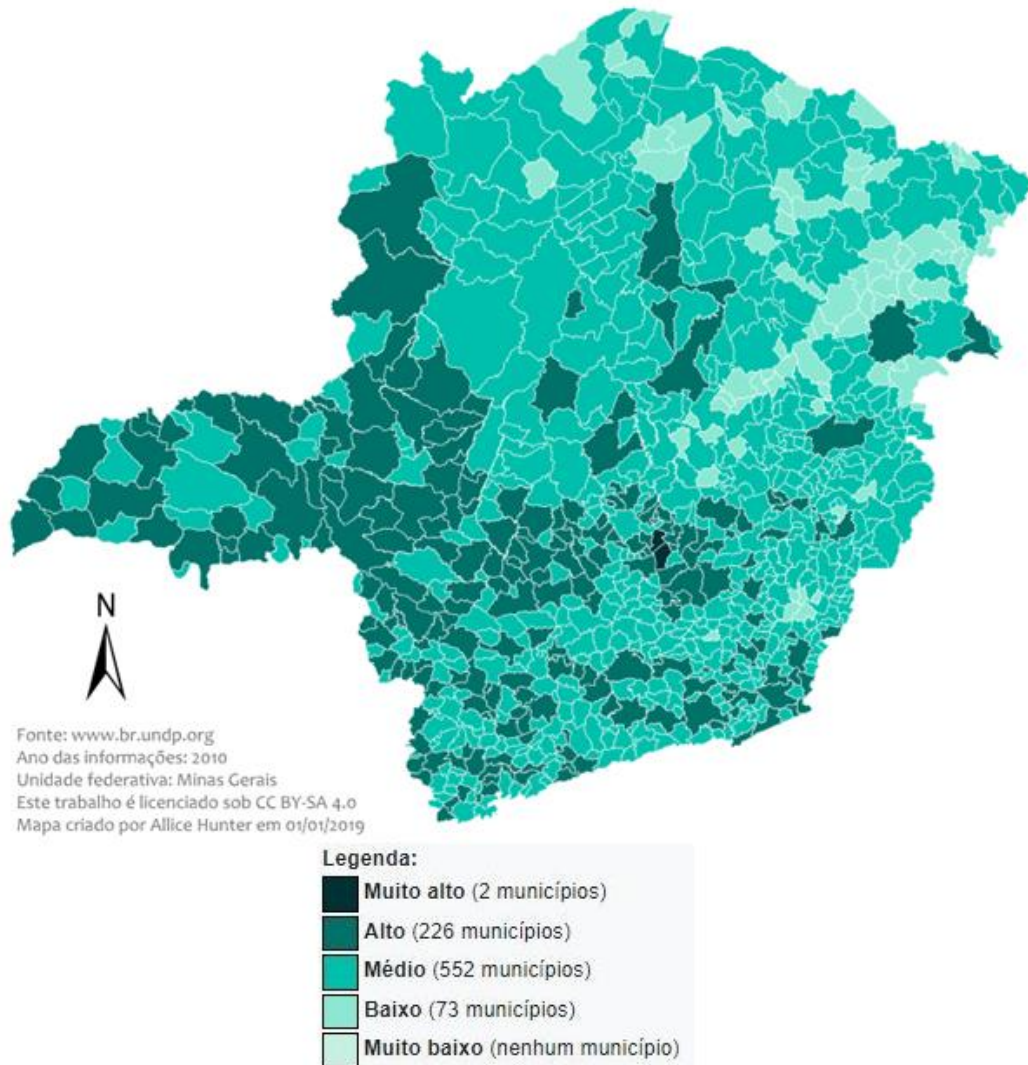 N
Fonte: www.br.undp.org
Ano das informações: 2010
Unidade federativa: Minas Gerais
Este trabalho é licenciado sob CC BY-SA 4.0
Mapa criado por Allice Hunter em 01/01/2019
Legenda:
Muito alto (2 municípios)
Alto (226 municípios)
Médio (552 municípios)
Baixo (73 municípios)
Muito baixo (nenhum município)